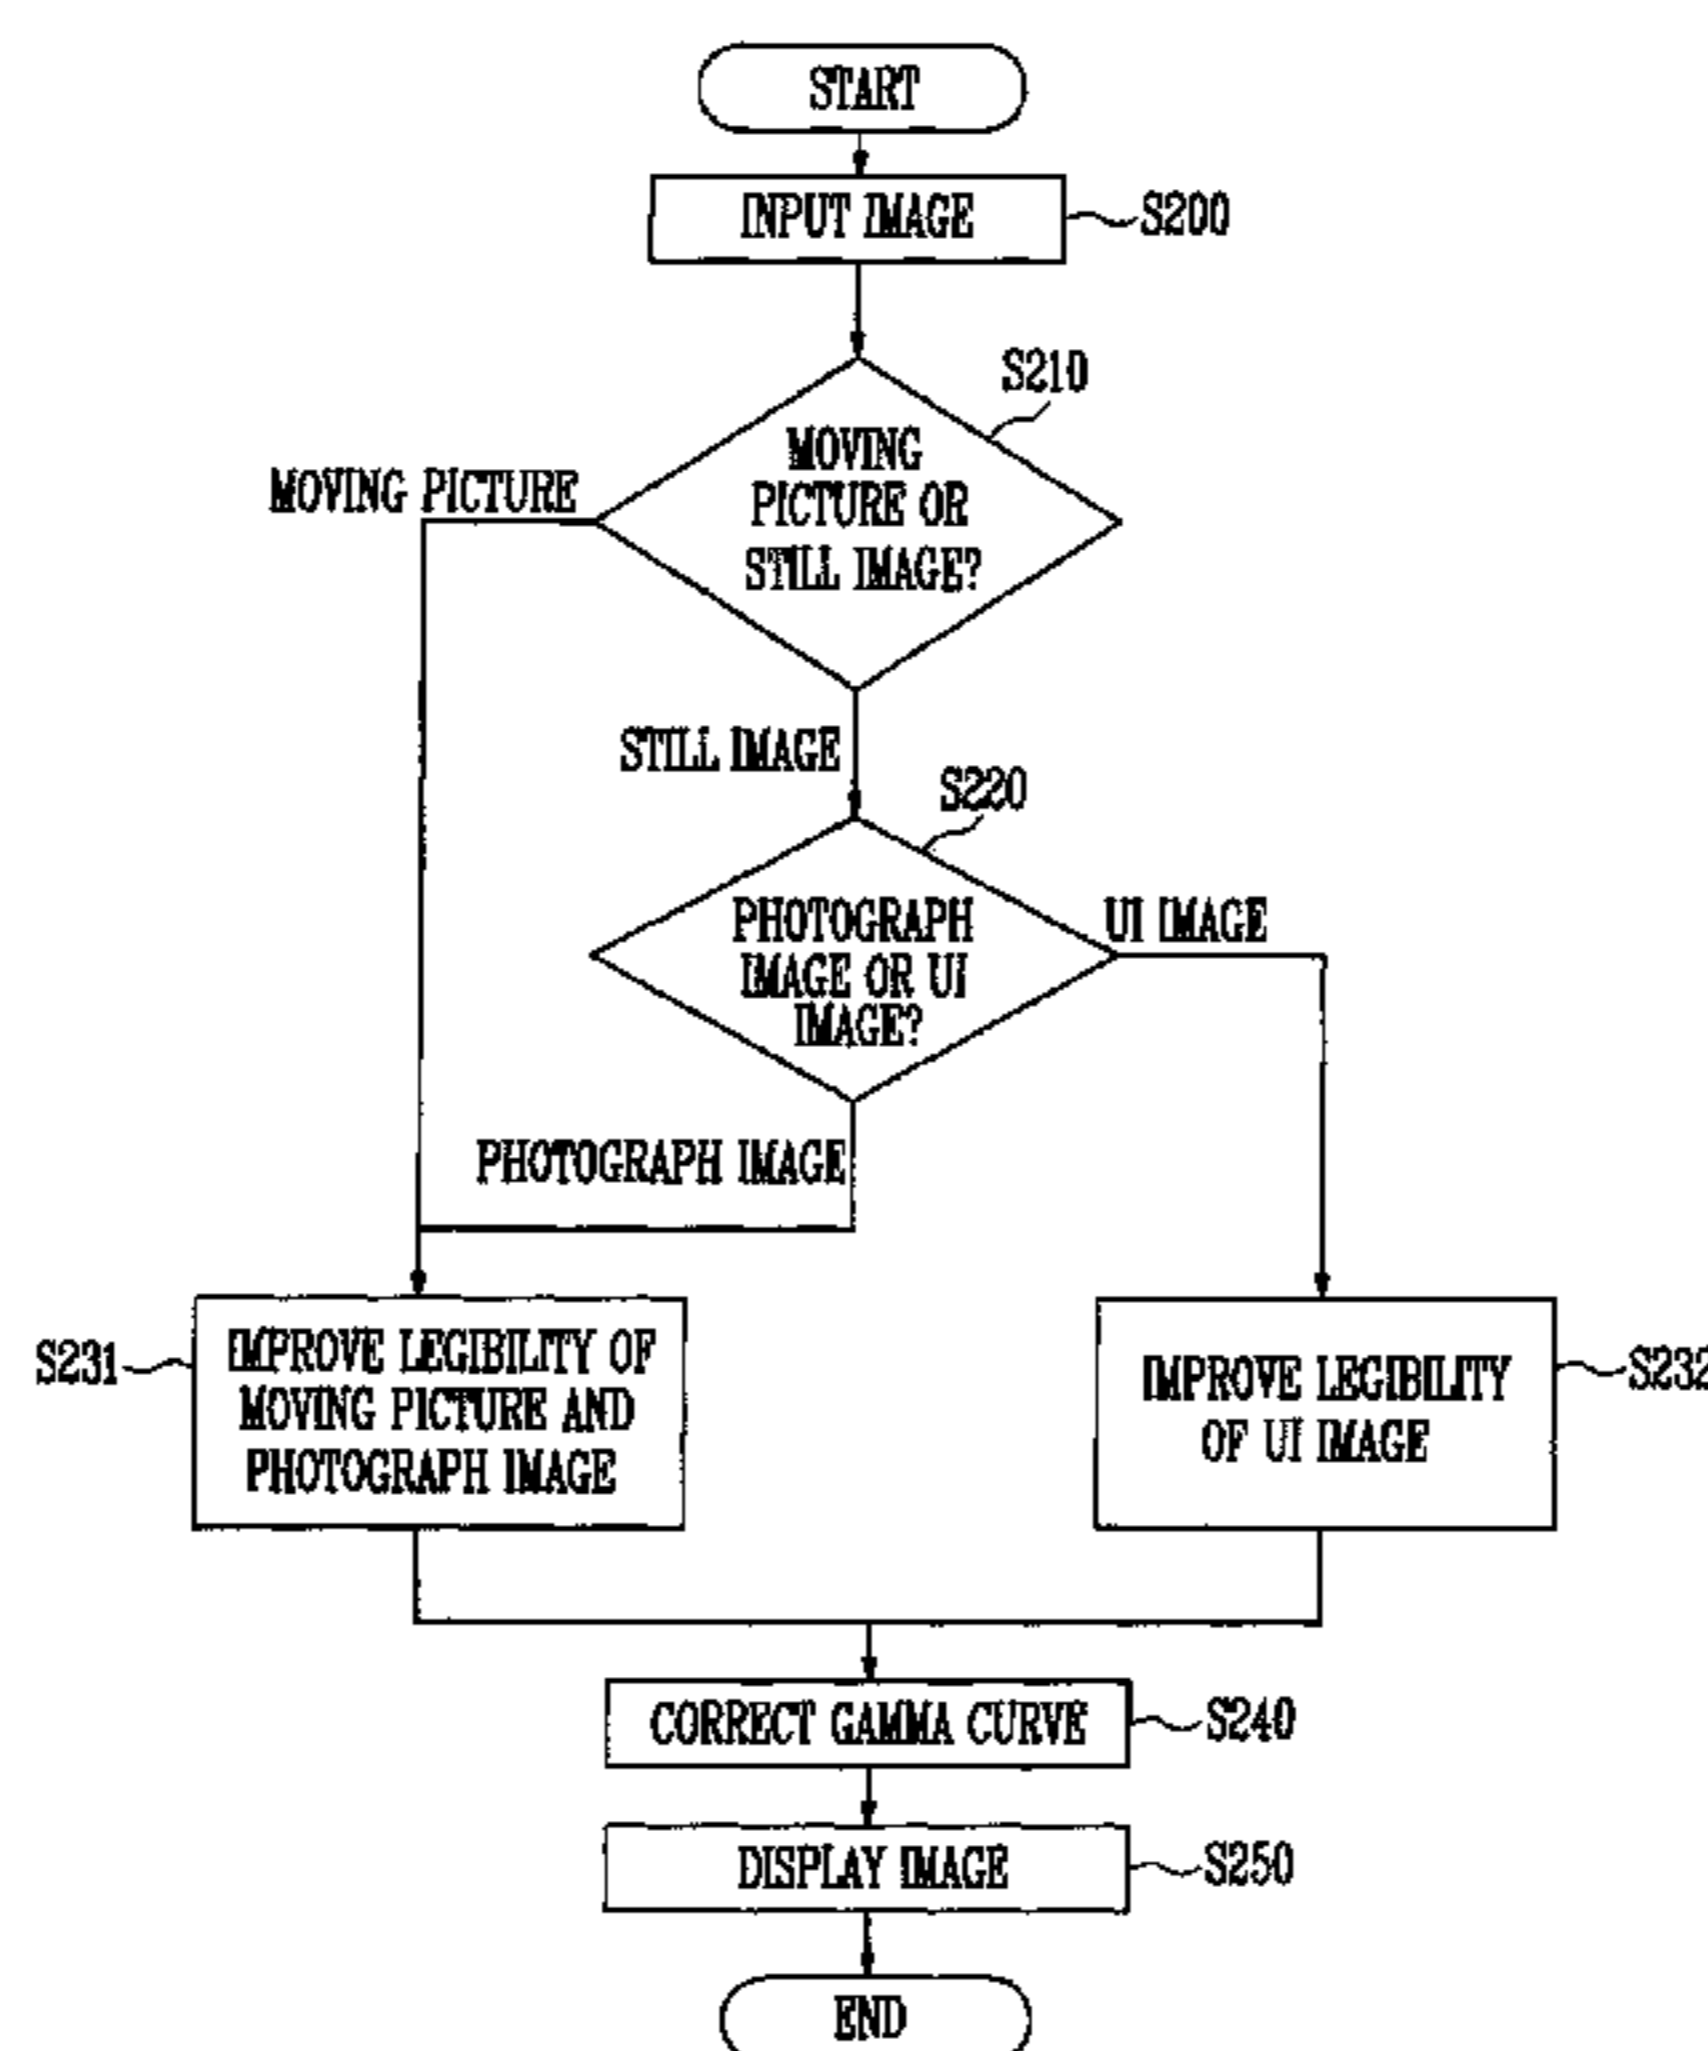 START
INPUT IMAGE
S200
S210
MOVING
PICTURE OR
STILL IMAGE?
MOVING PICTURE
STILL IMAGE
S220
PHOTOGRAPH
IMAGE OR UI
IMAGE?
UI IMAGE
PHOTOGRAPH IMAGE
S231
IMPROVE LEGIBILITY OF
MOVING PICTURE AND
PHOTOGRAPH IMAGE
IMPROVE LEGIBILITY
OF UI IMAGE
S232
CORRECT GAMMA CURVE
S240
DISPLAY IMAGE
S250
END